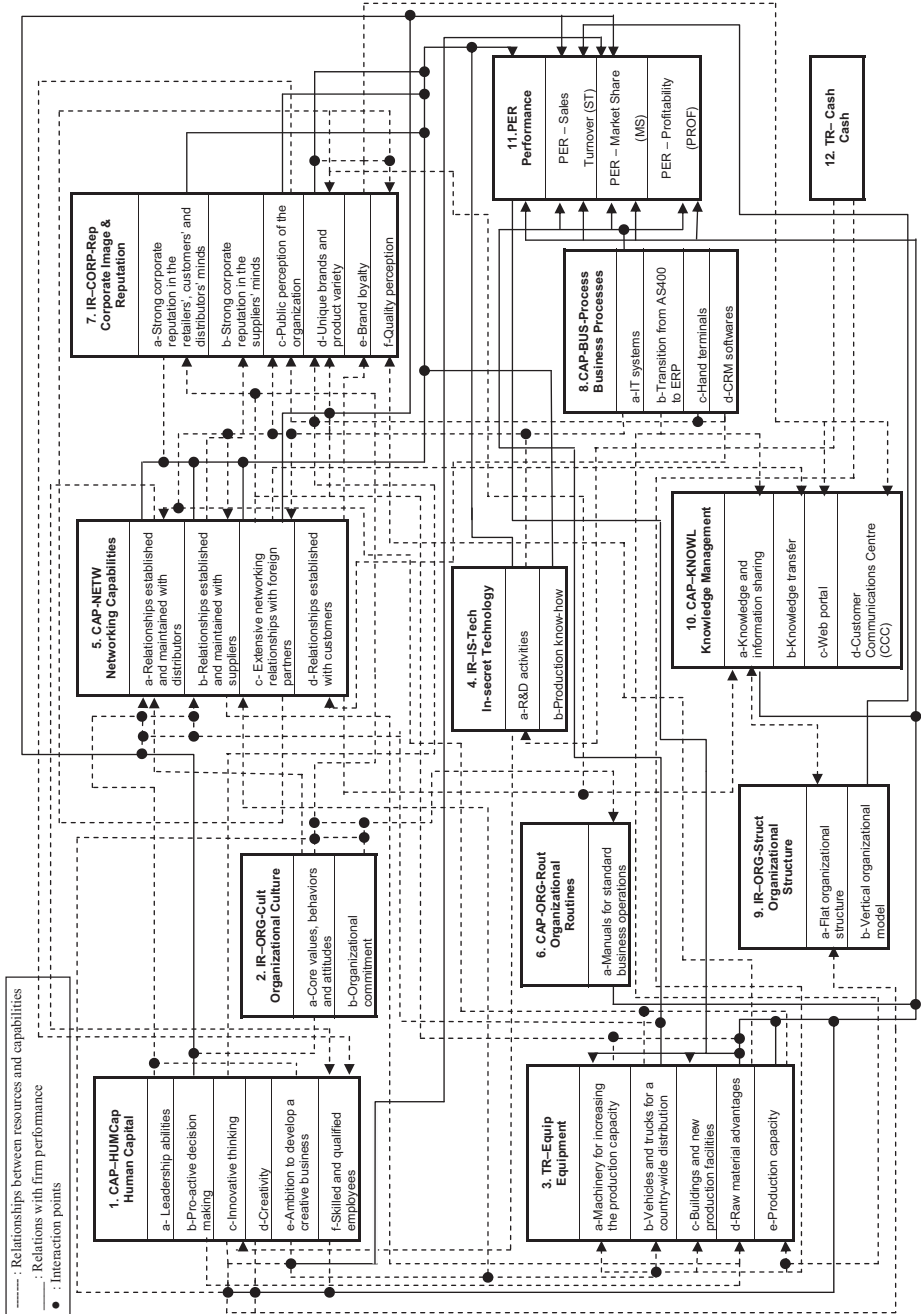 -----: Relationships between resources and capabilities
____: Relations with firm perfomance
● : Interaction points
1. CAP–HUMCap
Human Capital
a- Leadership abilities
b-Pro-active decision
making
c-Innovative thinking
d-Creativity
e-Ambition to develop a
creative business
f-Skilled and qualified
employees
2. IR–ORG-Cult
Organizational Culture
a-Core values, behaviors
and attitudes
b-Organizational
commitment
3. TR–Equip
Equipment
a-Machinery for increasing
the production capacity
b-Vehicles and trucks for a
country-wide distribution
c-Buildings and new
production facilities
d-Raw material advantages
e-Production capacity
4. IR–IS-Tech
In-secret Technology
a-R&D activities
b-Production know-how
5. CAP-NETW
Networking Capabilities
a-Relationships established
and maintained with
distributors
b-Relationships established
and maintained with
suppliers
c- Extensive networking
relationships with foreign
partners
d-Relationships established
with customers
6. CAP-ORG-Rout
Organizational
Routines
a-Manuals for standard
business operations
7. IR–CORP-Rep
Corporate Image &
Reputation
a-Strong corporate
reputation in the
retailers', customers' and
distributors' minds
b-Strong corporate
reputation in the
suppliers' minds
c-Public perception of the
organization
d-Unique brands and
product variety
e-Brand loyalty
f-Quality perception
8.CAP-BUS-Process
Business Processes
a-IT systems
b-Transition from AS400
to ERP
c-Hand terminals
d-CRM softwares
9. IR–ORG-Struct
Organizational
Structure
a-Flat organizational
structure
b-Vertical organizational
model
10. CAP–KNOWL
Knowledge Management
a-Knowledge and
information sharing
b-Knowledge transfer
c-Web portal
d-Customer
Communications Centre
(CCC)
11.PER
Performance
PER – Sales
Turnover (ST)
PER – Market Share
(MS)
PER – Profitability
(PROF)
12. TR– Cash
Cash